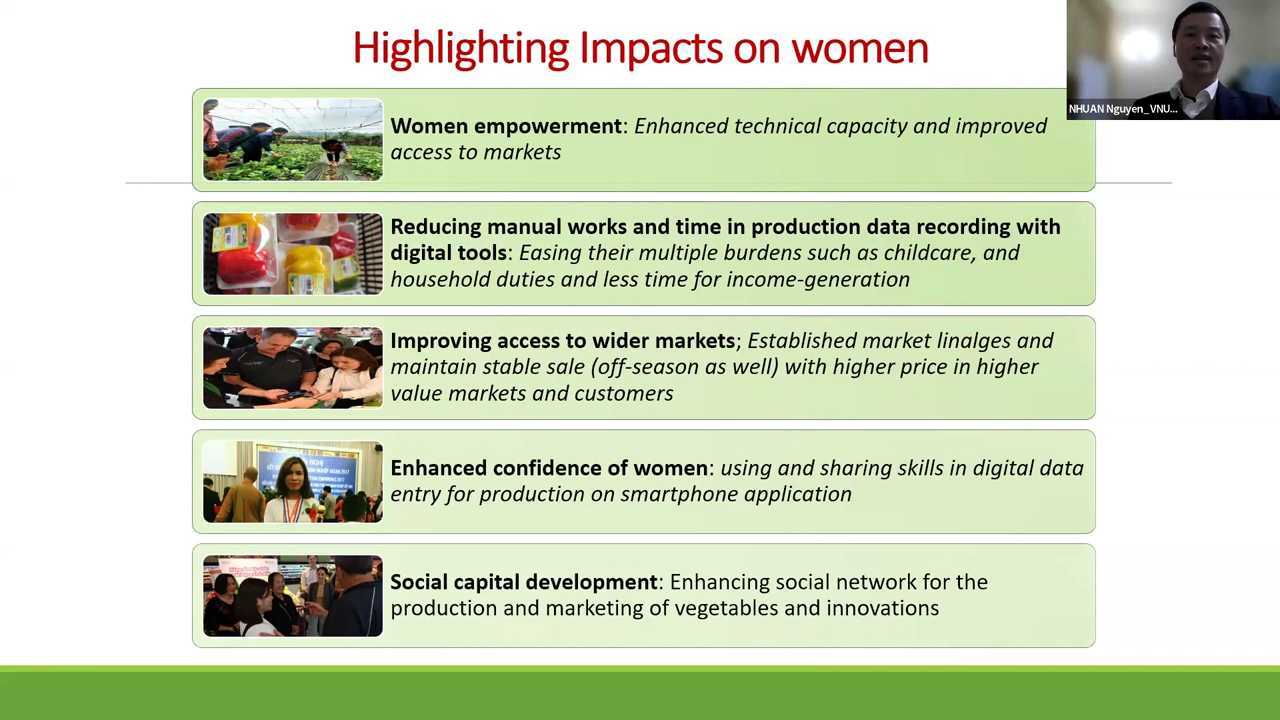 Highlighting Impacts on women
NHUAN Nguyen_VNU...
Women empowerment: Enhanced technical capacity and improved
access to markets
Reducing manual works and time in production data recording with
digital tools: Easing their multiple burdens such as childcare, and
household duties and less time for income-generation
Improving access to wider markets; Established market linalges and
maintain stable sale (off-season as well) with higher price in higher
value markets and customers
Enhanced confidence of women: using and sharing skills in digital data
entry for production on smartphone application
Social capital development: Enhancing social network for the
production and marketing of vegetables and innovations